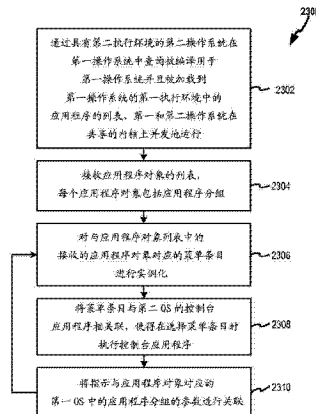 2300
通过具有第二执行环境的第二操作系统在
第一操作系统中查询被编译用于
第一操作系统并且被加载到
第一操作系统的第一执行环境中的
应用程序的列表，第一和第二操作系统在
共享的内核上并发地运行
2302
接收应用程序对象的列表，
每个应用程序对象包括应用程序分组
2304
对与应用程序对象列表中的
接收的应用程序对象对应的菜单条目
进行实例化
2306
将菜单条目与第二OS的控制台
应用程序相关联，使得在选择菜单条目时
执行控制台应用程序
2308
将指示与应用程序对象对应的
第一OS中的应用程序分组的参数进行关联
2310